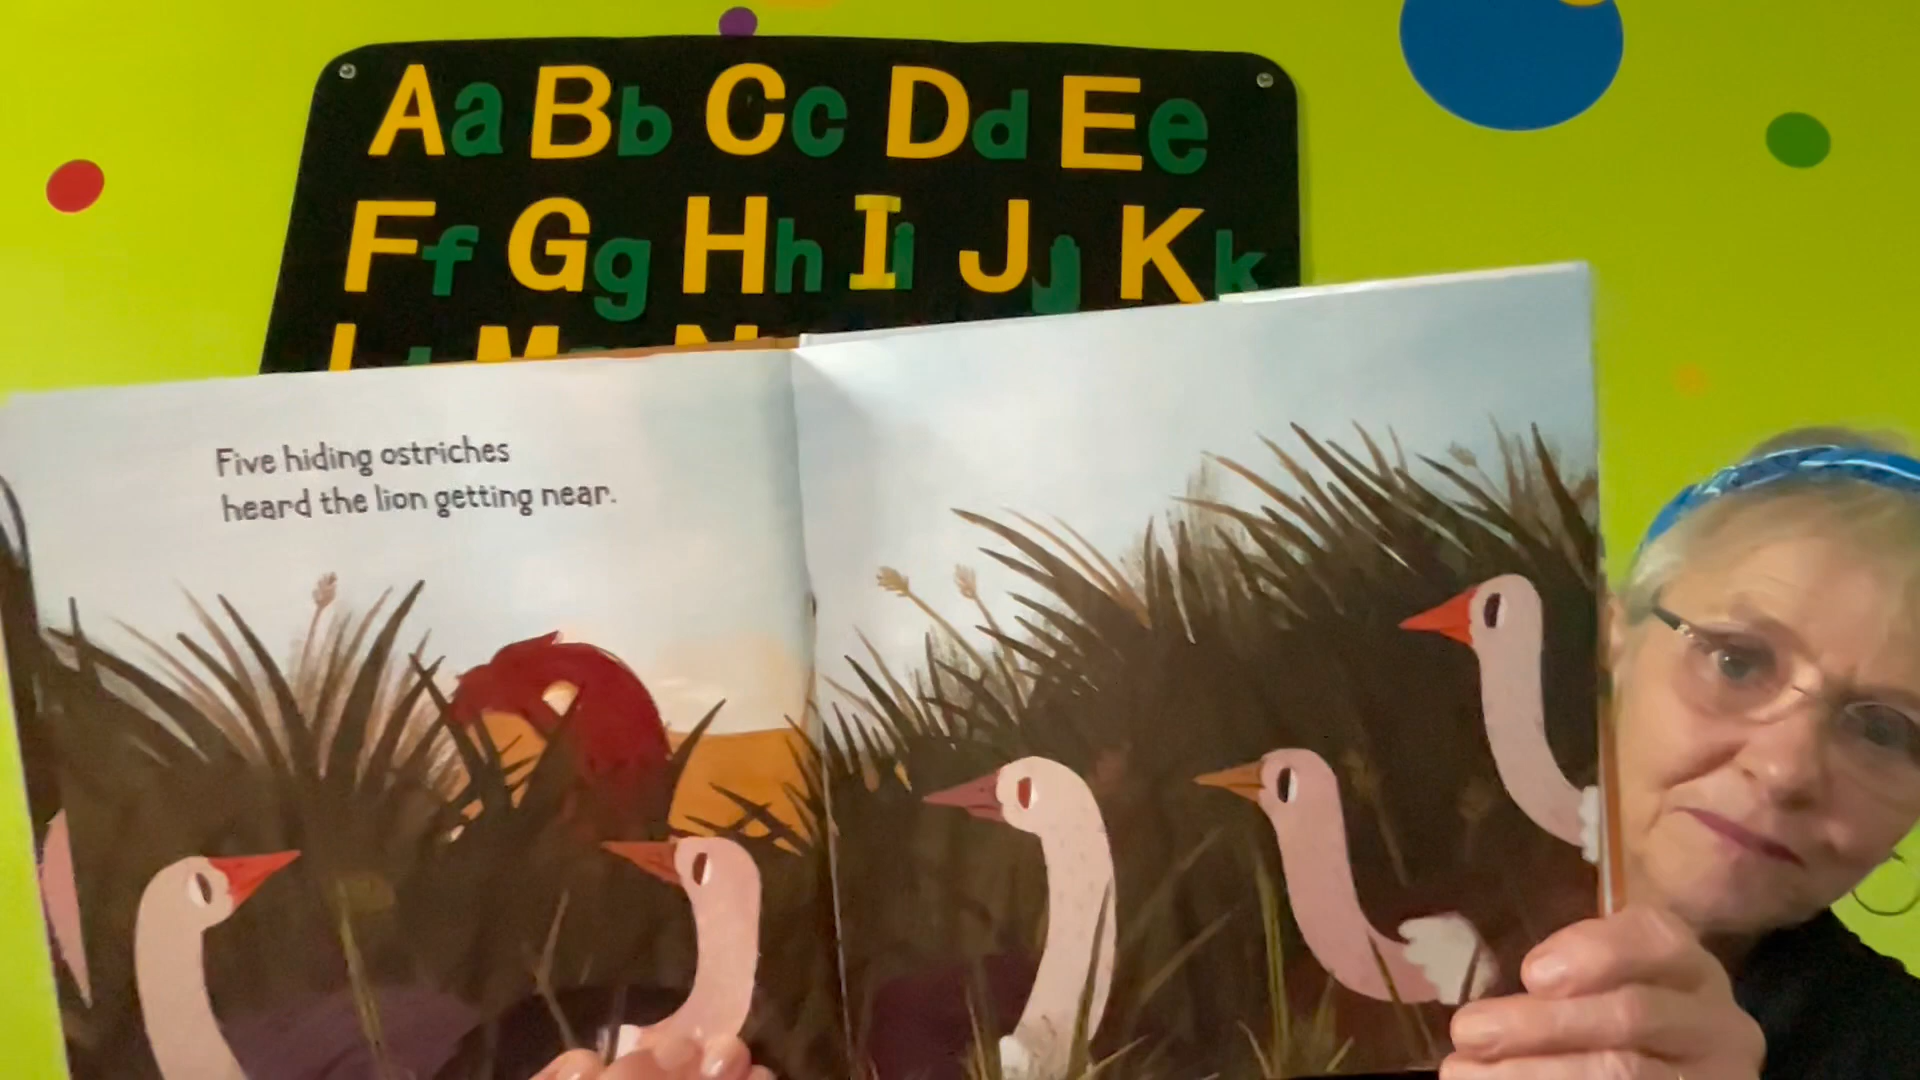 Aa Bb Cc Dd Ee
Ff Gg Hh Ii Jj Kk
L M N
Five hiding ostriches
heard the lion getting near.